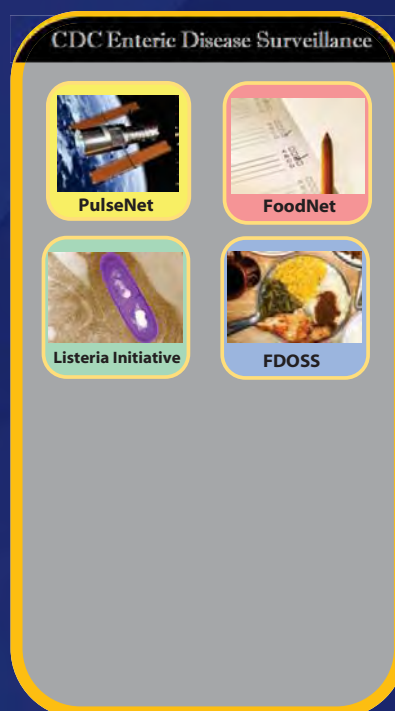 CDC Enteric Disease Surveillance
PulseNet
FoodNet
Listeria Initiative
FDOSS